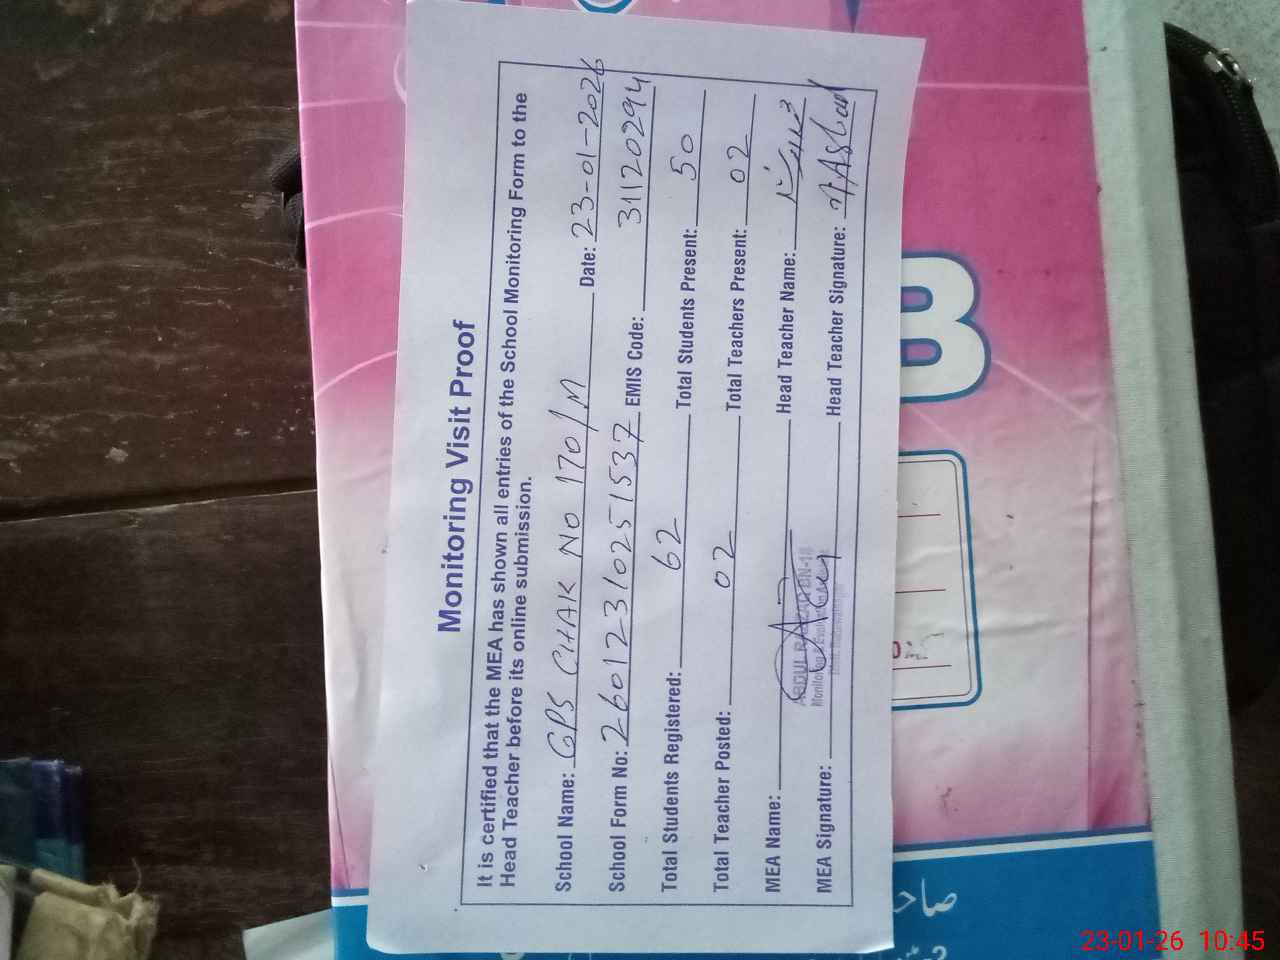 Monitoring Visit Proof
It is certified that the MEA has shown all entries of the School Monitoring Form to the
Head Teacher before its online submission.
School Name: GPS CHAK NO 170/M Date: 23-01-2026
School Form No: 26012310251537 EMIS Code: 31120294
Total Students Registered: 62 Total Students Present: 50
Total Teacher Posted: 02 Total Teachers Present: 02
MEA Name: Head Teacher Name:
MEA Signature: Head Teacher Signature:
ABDUL
B
صاحب
23-01-26 10:45